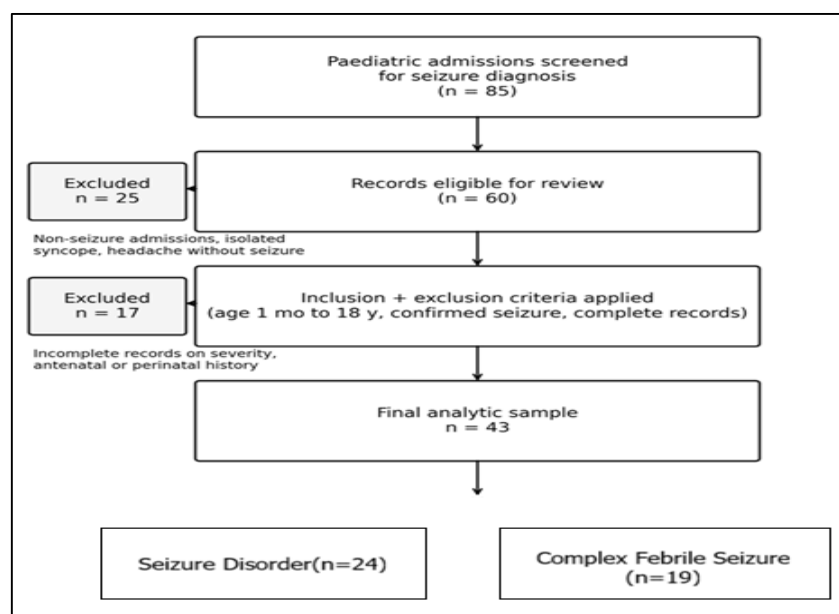 Paediatric admissions screened
for seizure diagnosis
(n = 85)
Excluded
n = 25
Records eligible for review
(n = 60)
Non-seizure admissions, isolated
syncope, headache without seizure
Excluded
n = 17
Inclusion + exclusion criteria applied
(age 1 mo to 18 y, confirmed seizure, complete records)
Incomplete records on severity,
antenatal or perinatal history
Final analytic sample
n = 43
Seizure Disorder(n=24)
Complex Febrile Seizure
(n=19)